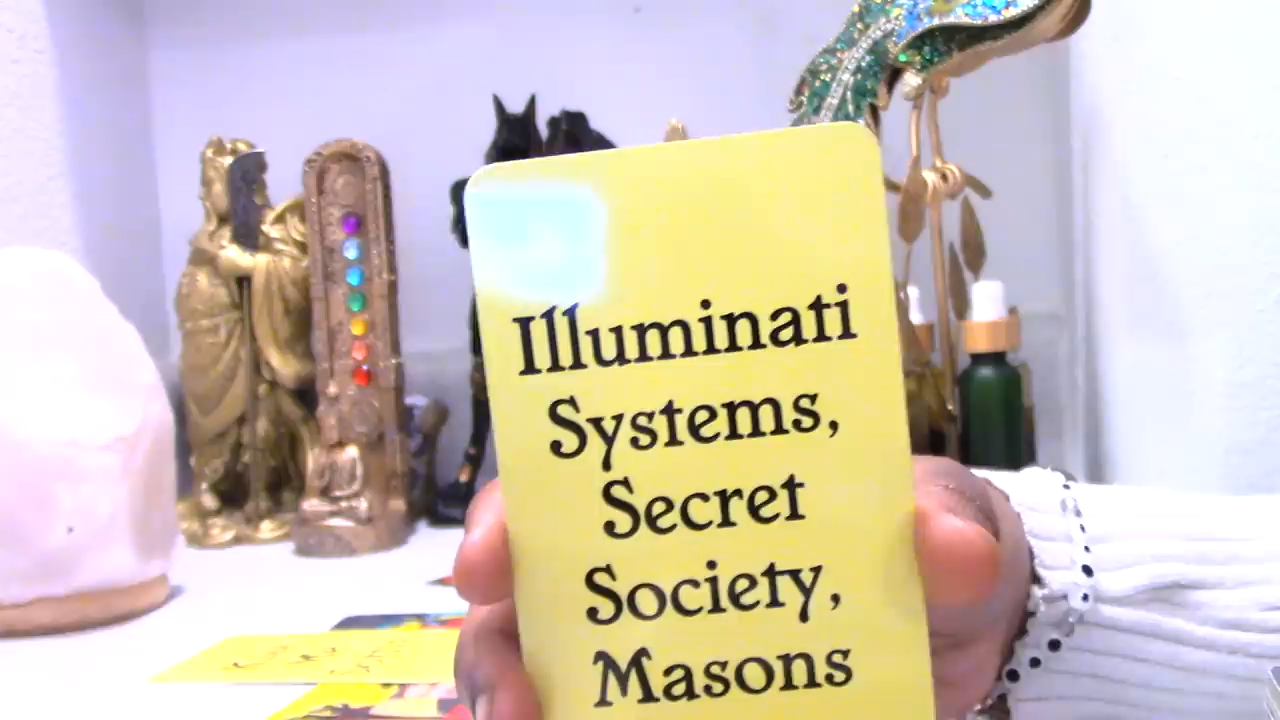 Illuminati
Systems,
Secret
Society,
Masons